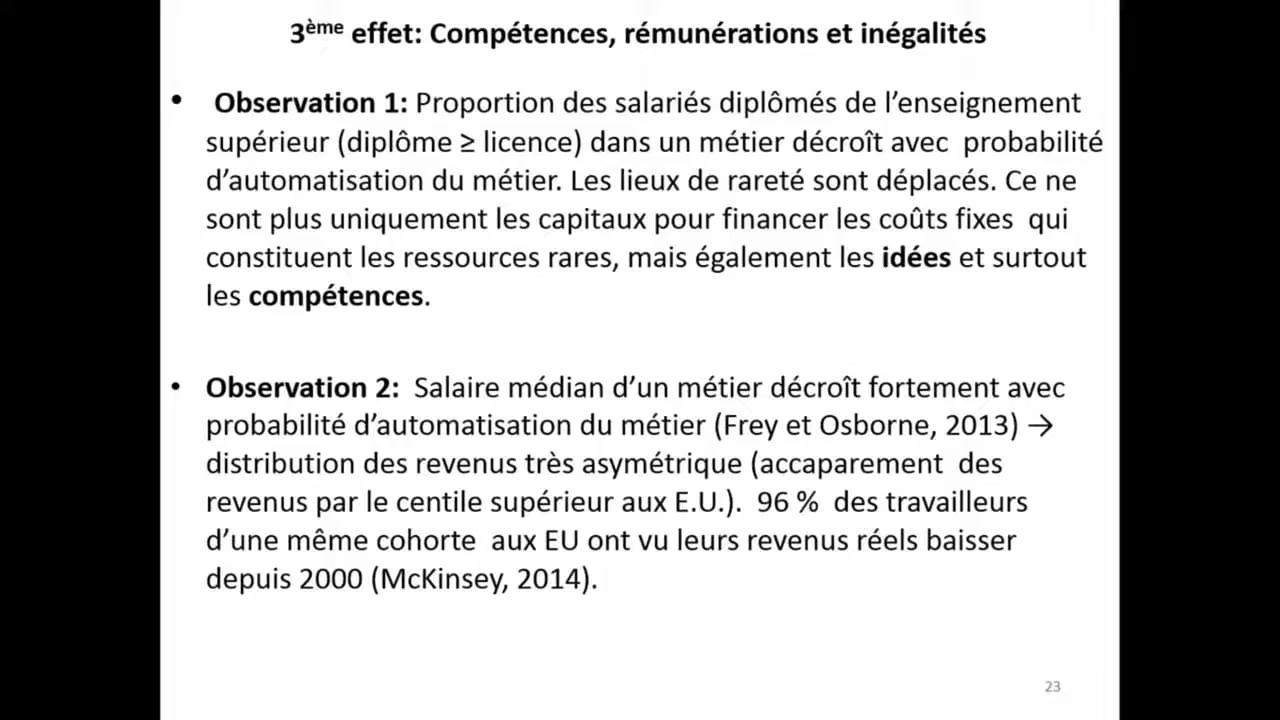 3ème effet: Compétences, rémunérations et inégalités
• Observation 1: Proportion des salariés diplômés de l’enseignement
supérieur (diplôme ≥ licence) dans un métier décroît avec probabilité
d’automatisation du métier. Les lieux de rareté sont déplacés. Ce ne
sont plus uniquement les capitaux pour financer les coûts fixes qui
constituent les ressources rares, mais également les idées et surtout
les compétences.
• Observation 2: Salaire médian d’un métier décroît fortement avec
probabilité d’automatisation du métier (Frey et Osborne, 2013) →
distribution des revenus très asymétrique (accaparement des
revenus par le centile supérieur aux E.U.). 96 % des travailleurs
d’une même cohorte aux EU ont vu leurs revenus réels baisser
depuis 2000 (McKinsey, 2014).
23